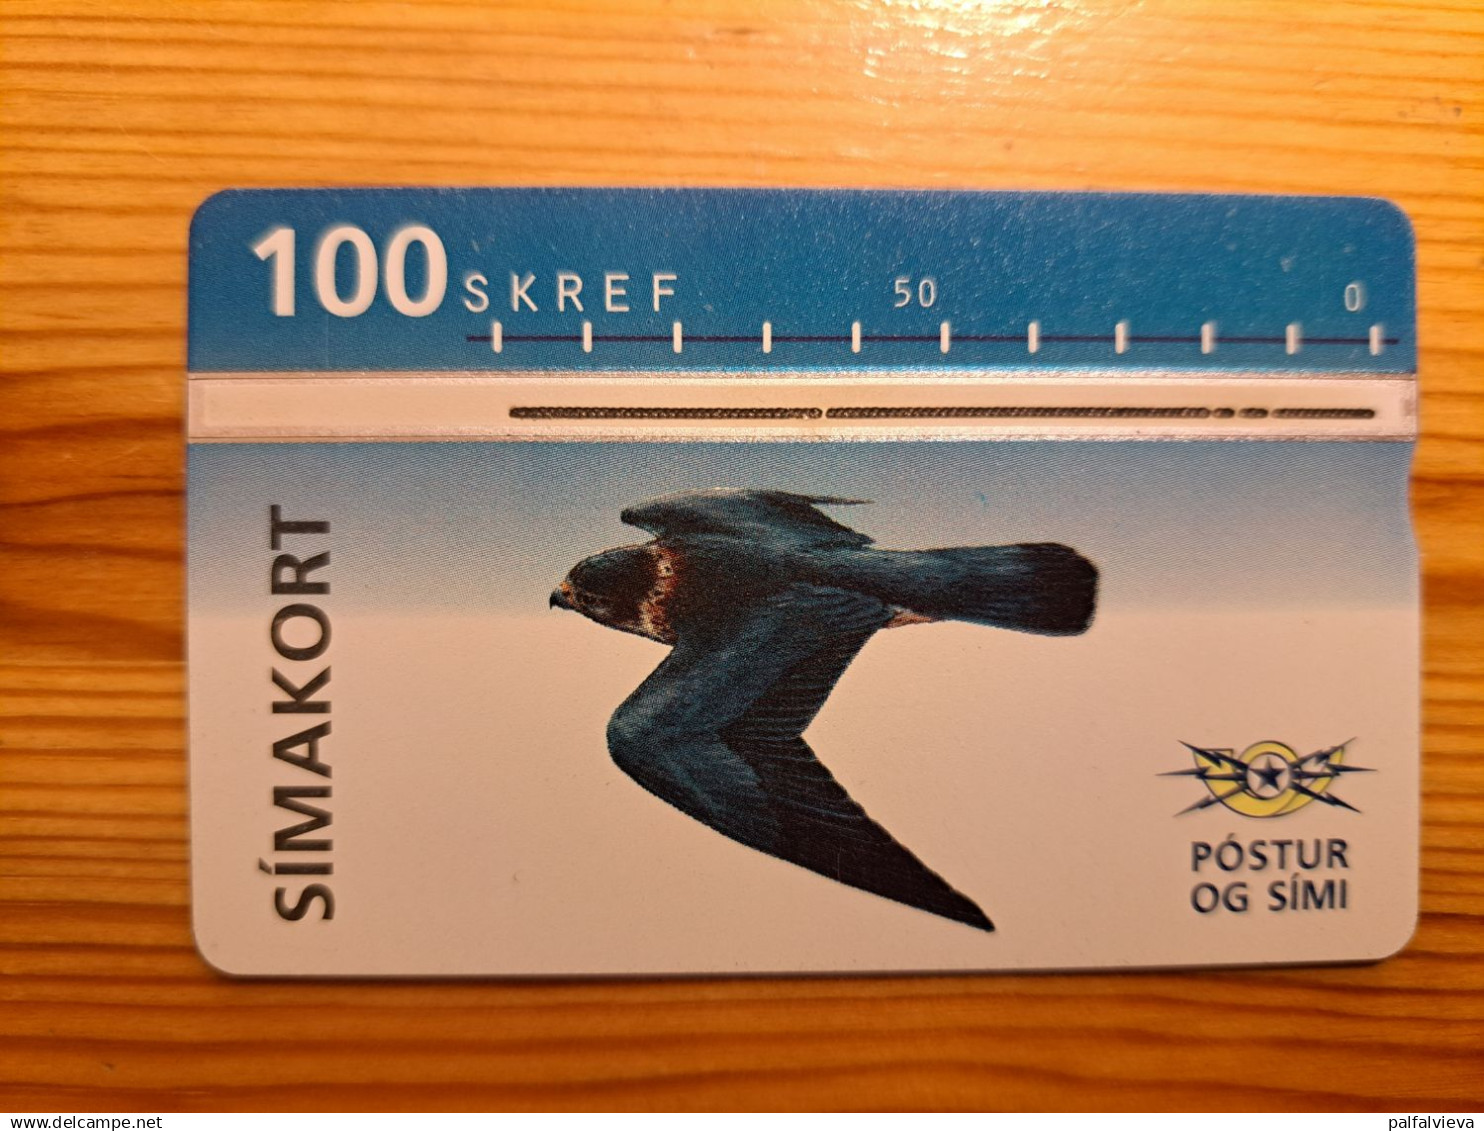 100 SKREF
50
0
SÍMAKORT
PÓSTUR
OG SÍMI
www.delcampe.net
palfalvieva